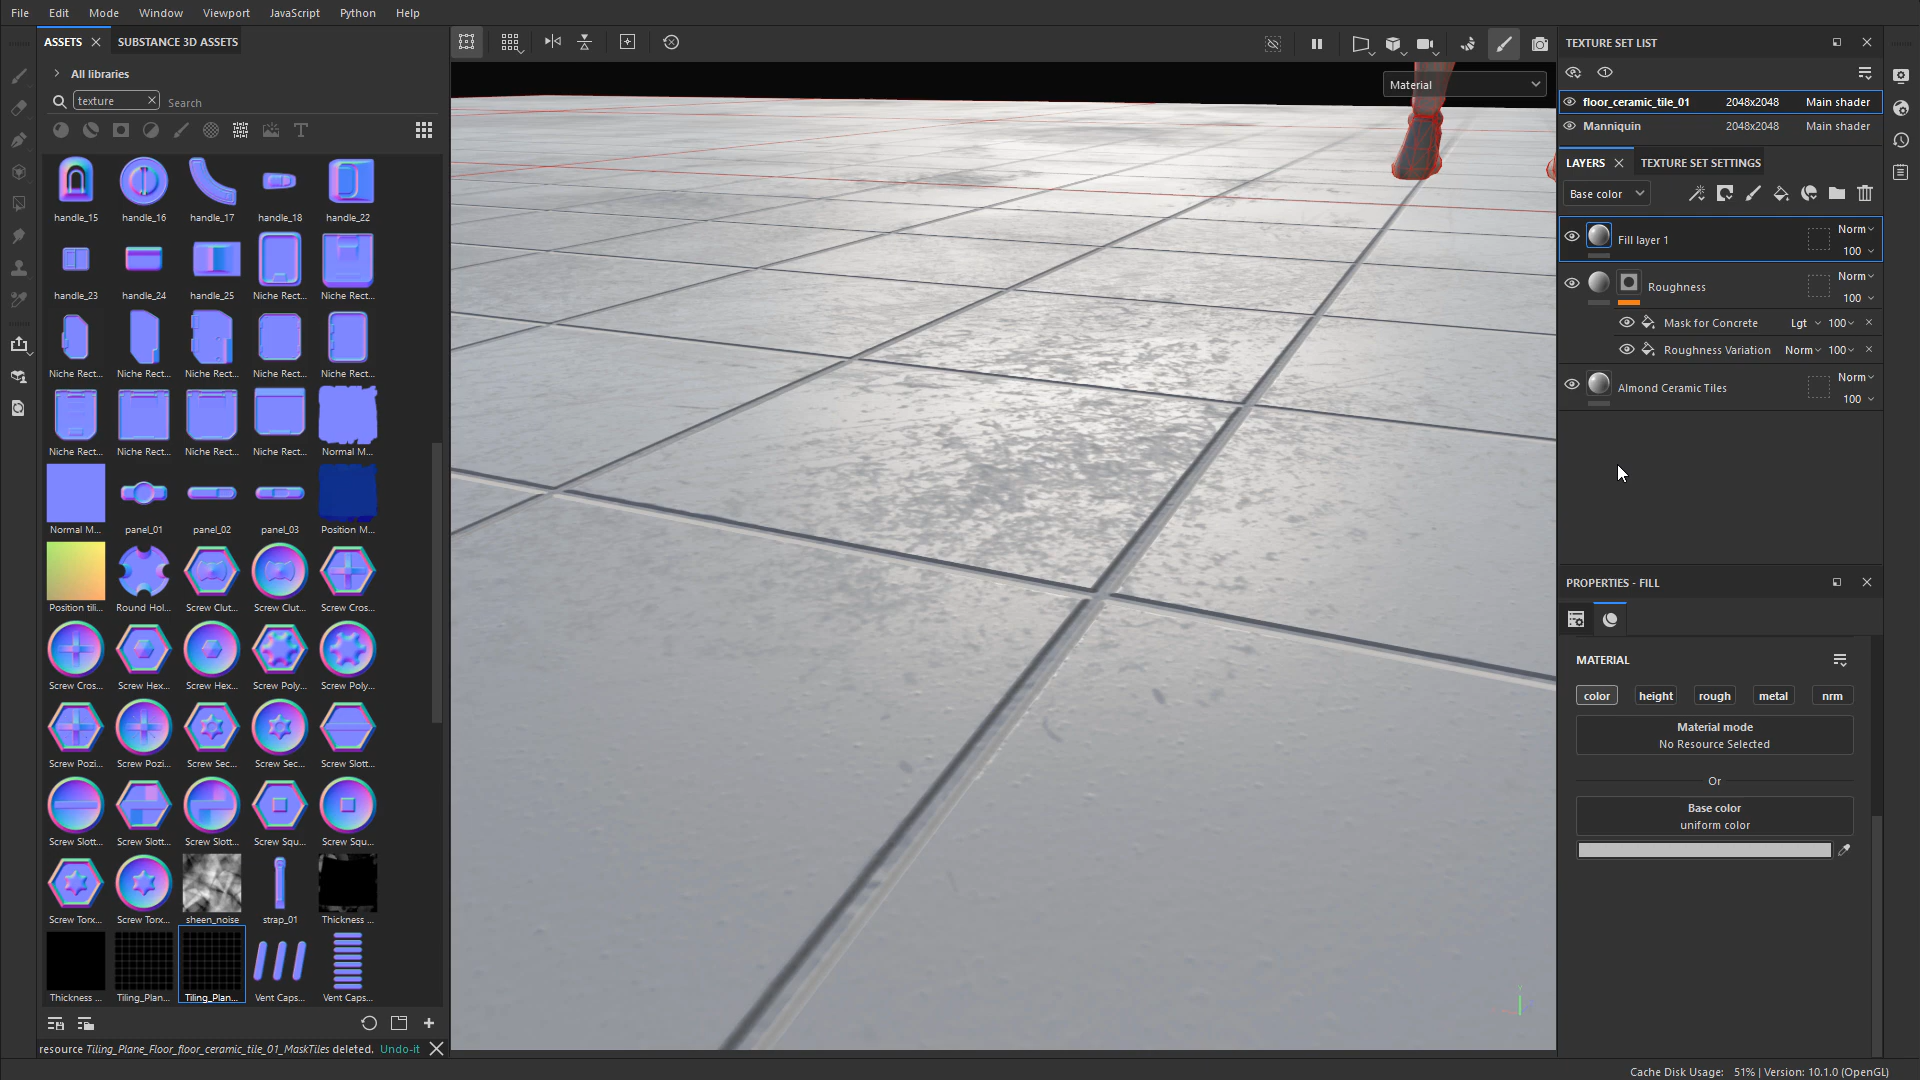 File Edit Mode Window Viewport JavaScript Python Help
ASSETS SUBSTANCE 3D ASSETS
All libraries
texture Search
handle_15 handle_16 handle_17 handle_18 handle_22
handle_23 handle_24 handle_25 Niche Rect... Niche Rect...
Niche Rect... Niche Rect... Niche Rect... Niche Rect... Niche Rect...
Niche Rect... Niche Rect... Niche Rect... Niche Rect... Normal M...
Normal M... panel_01 panel_02 panel_03 Position M...
Position tili... Round Hol... Screw Clut... Screw Clut... Screw Cros...
Screw Cros... Screw Hex... Screw Hex... Screw Poly... Screw Poly...
Screw Pozi... Screw Pozi... Screw Sec... Screw Sec... Screw Slott...
Screw Slott... Screw Slott... Screw Slott... Screw Squ... Screw Squ...
Screw Torx... Screw Torx... sheen_noise strap_01 Thickness ...
Thickness ... Tiling_Plan... Tiling_Plan... Vent Caps... Vent Caps...
resource Tiling_Plane_Floor_floor_ceramic_tile_01_MaskTiles deleted. Undo-it
Material
Y
TEXTURE SET LIST
floor_ceramic_tile_01 2048x2048 Main shader
Manniquin 2048x2048 Main shader
LAYERS TEXTURE SET SETTINGS
Base color
Fill layer 1 Norm 100
Roughness Norm 100
Mask for Concrete Lgt 100
Roughness Variation Norm 100
Almond Ceramic Tiles Norm 100
PROPERTIES - FILL
MATERIAL
color height rough metal nrm
Material mode
No Resource Selected
Or
Base color
uniform color
Cache Disk Usage: 51% | Version: 10.1.0 (OpenGL)